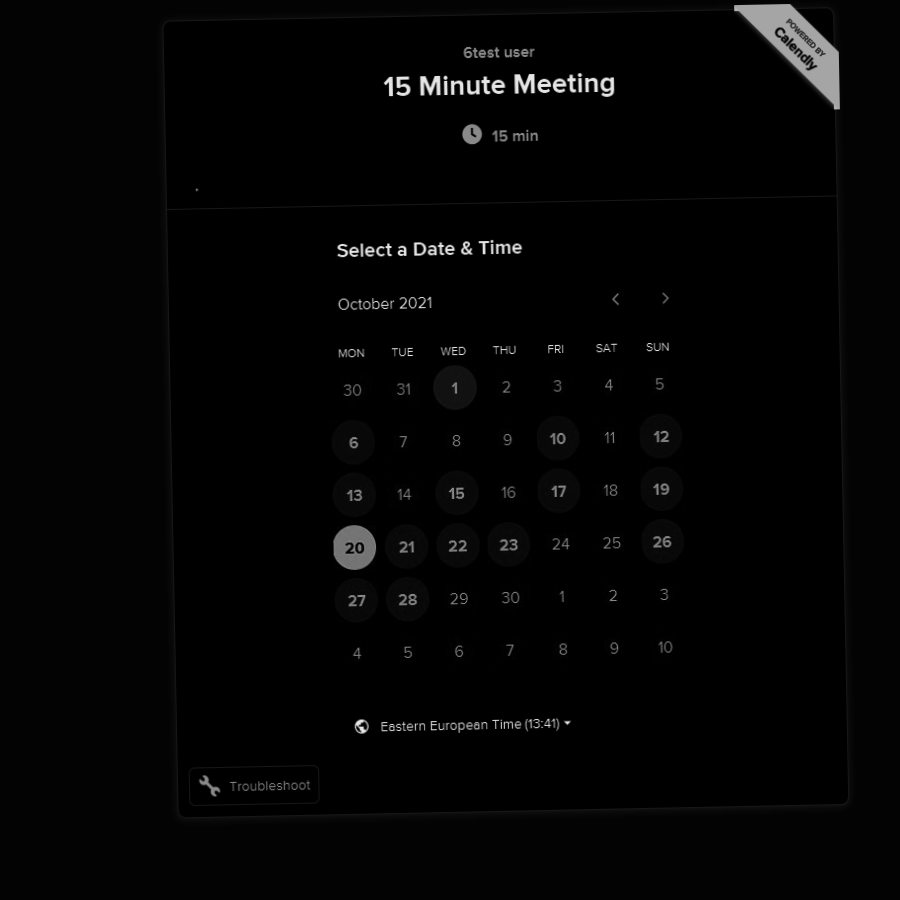 POWERED BY
Calendly
6test user
15 Minute Meeting
15 min
Select a Date & Time
October 2021
MON TUE WED THU FRI SAT SUN
30 31 1 2 3 4 5
6 7 8 9 10 11 12
13 14 15 16 17 18 19
20 21 22 23 24 25 26
27 28 29 30 1 2 3
4 5 6 7 8 9 10
Eastern European Time (13:41)
Troubleshoot